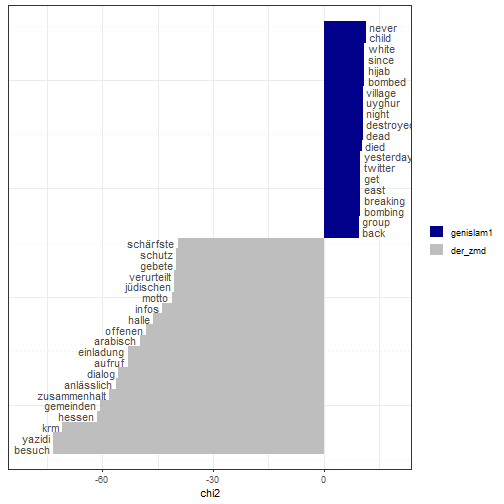 never
child
white
since
hijab
bombed
village
uyghur
night
destroyed
dead
died
yesterday
twitter
get
east
breaking
bombing
group
back
schärfste
schutz
gebete
verurteilt
jüdischen
motto
infos
halle
offenen
arabisch
einladung
aufruf
dialog
anlässlich
zusammenhalt
gemeinden
hessen
krm
yazidi
besuch
-60 -30 0
chi2
genislam1
der_zmd